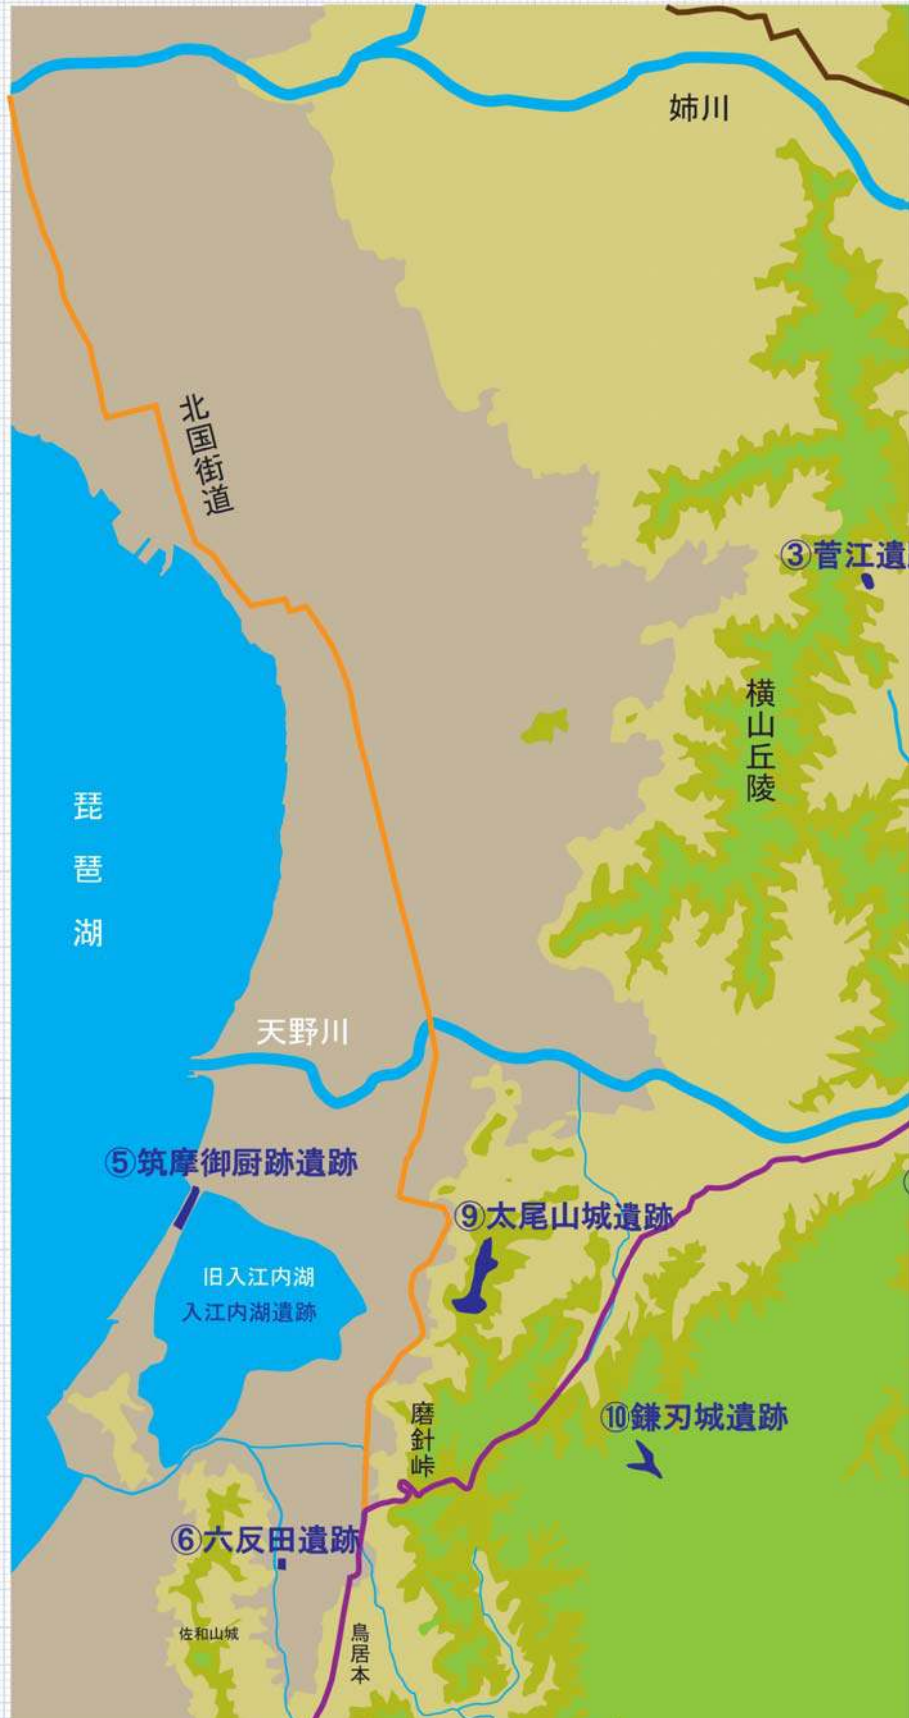 姉川
北国街道
③菅江遺
横山丘陵
琵琶湖
天野川
⑤筑摩御厨跡遺跡
⑨太尾山城遺跡
旧入江内湖
入江内湖遺跡
⑩鎌刃城遺跡
磨針峠
⑥六反田遺跡
佐和山城
鳥居本